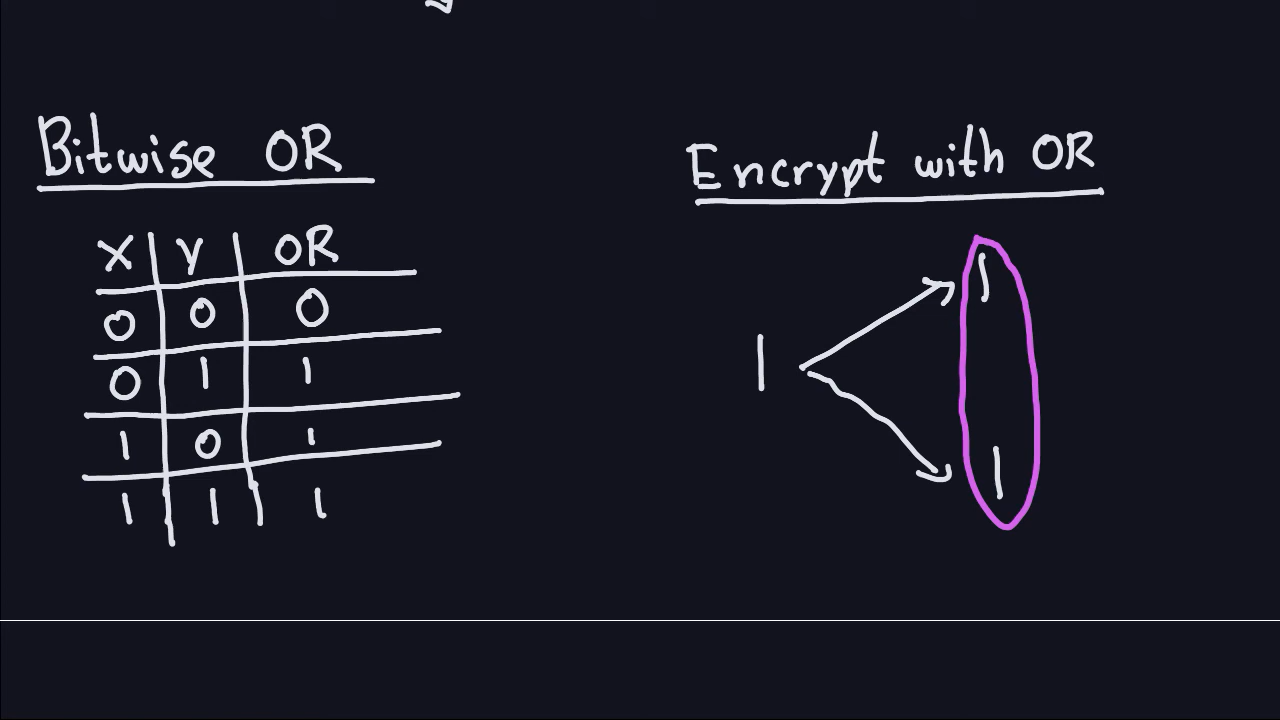 Bitwise OR
X Y OR
0 0 0
0 1 1
1 0 1
1 1 1
Encrypt with OR
1
1
1